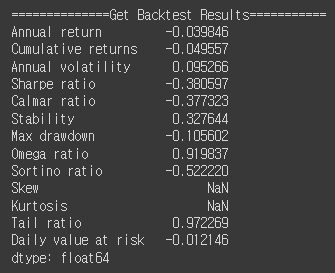 ==============Get Backtest Results===========
Annual return -0.039846
Cumulative returns -0.049557
Annual volatility 0.095266
Sharpe ratio -0.380597
Calmar ratio -0.377323
Stability 0.327644
Max drawdown -0.105602
Omega ratio 0.919837
Sortino ratio -0.522220
Skew NaN
Kurtosis NaN
Tail ratio 0.972269
Daily value at risk -0.012146
dtype: float64